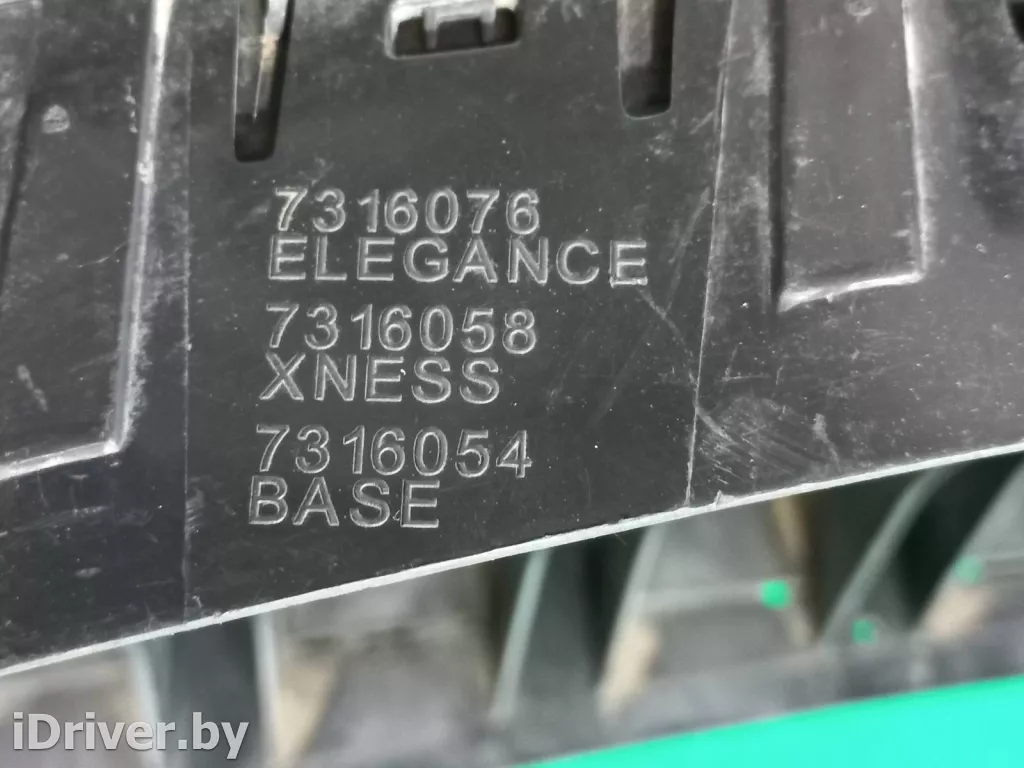 7316076
ELEGANCE
7316058
XNESS
7316054
BASE
iDriver.by